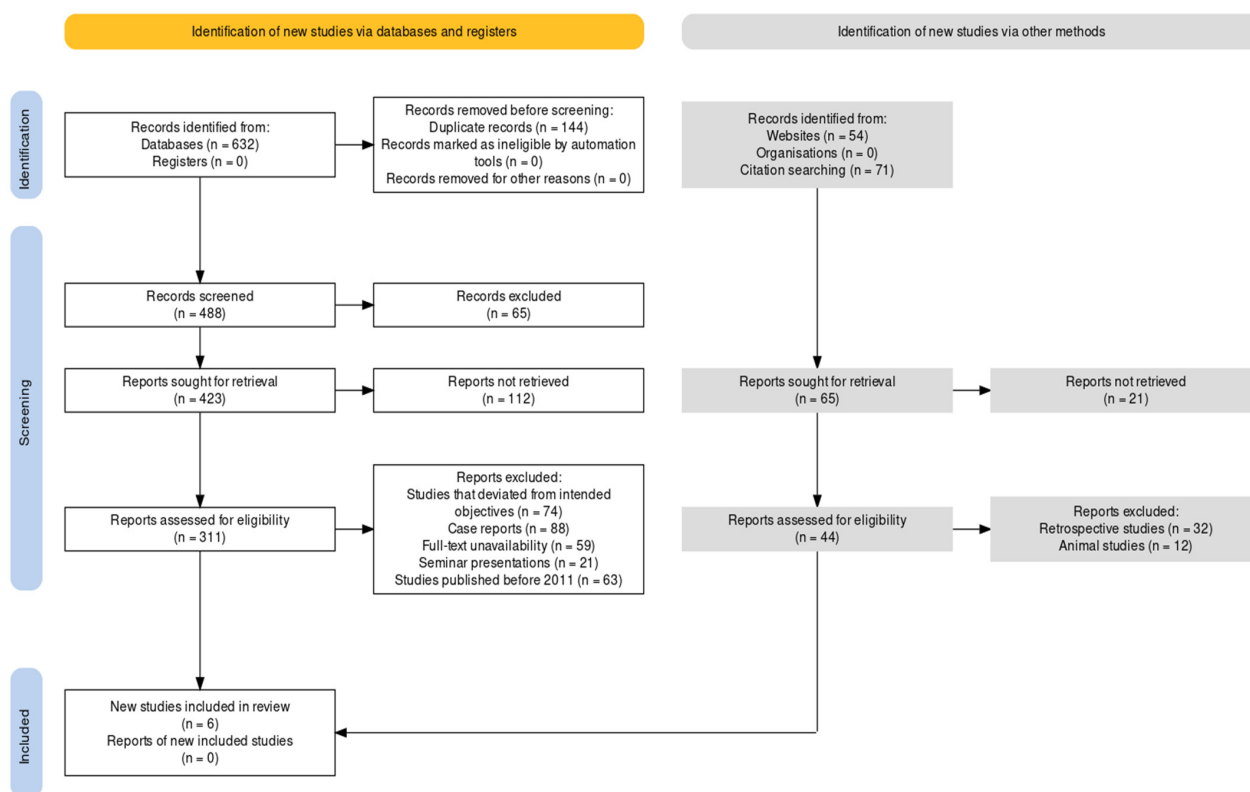 Identification of new studies via databases and registers
Identification of new studies via other methods
Identification
Records identified from:
Databases (n = 632)
Registers (n = 0)
Records removed before screening:
Duplicate records (n = 144)
Records marked as ineligible by automation
tools (n = 0)
Records removed for other reasons (n = 0)
Records identified from:
Websites (n = 54)
Organisations (n = 0)
Citation searching (n = 71)
Screening
Records screened
(n = 488)
Records excluded
(n = 65)
Reports sought for retrieval
(n = 423)
Reports not retrieved
(n = 112)
Reports sought for retrieval
(n = 65)
Reports not retrieved
(n = 21)
Reports assessed for eligibility
(n = 311)
Reports excluded:
Studies that deviated from intended
objectives (n = 74)
Case reports (n = 88)
Full-text unavailability (n = 59)
Seminar presentations (n = 21)
Studies published before 2011 (n = 63)
Reports assessed for eligibility
(n = 44)
Reports excluded:
Retrospective studies (n = 32)
Animal studies (n = 12)
Included
New studies included in review
(n = 6)
Reports of new included studies
(n = 0)